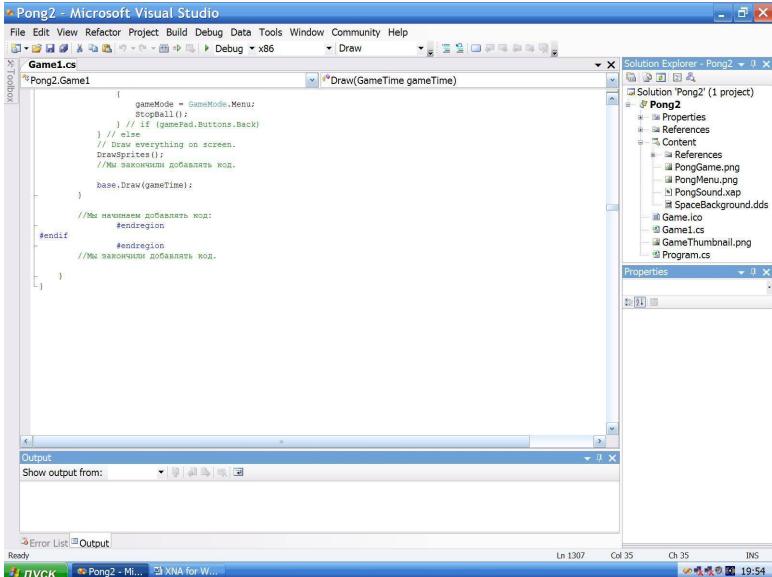 Pong2 - Microsoft Visual Studio
File Edit View Refactor Project Build Debug Data Tools Window Community Help
Debug x86 Draw
Toolbox
Game1.cs
Solution Explorer - Pong2
Pong2.Game1
Draw(GameTime gameTime)
{
gameMode = GameMode.Menu;
StopBall();
} // if (gamePad.Buttons.Back)
} // else
// Draw everything on screen.
DrawSprites();
//Мы закончили добавлять код.
base.Draw(gameTime);
}
//Мы начинаем добавлять код:
#endregion
#endif
#endregion
//Мы закончили добавлять код.
}
}
Solution 'Pong2' (1 project)
Pong2
Properties
References
Content
References
PongGame.png
PongMenu.png
PongSound.xap
SpaceBackground.dds
Game.ico
Game1.cs
GameThumbnail.png
Program.cs
Properties
Output
Show output from:
Error List Output
Ready Ln 1307 Col 35 Ch 35 INS
пуск Pong2 - Mi... XNA for W... 19:54